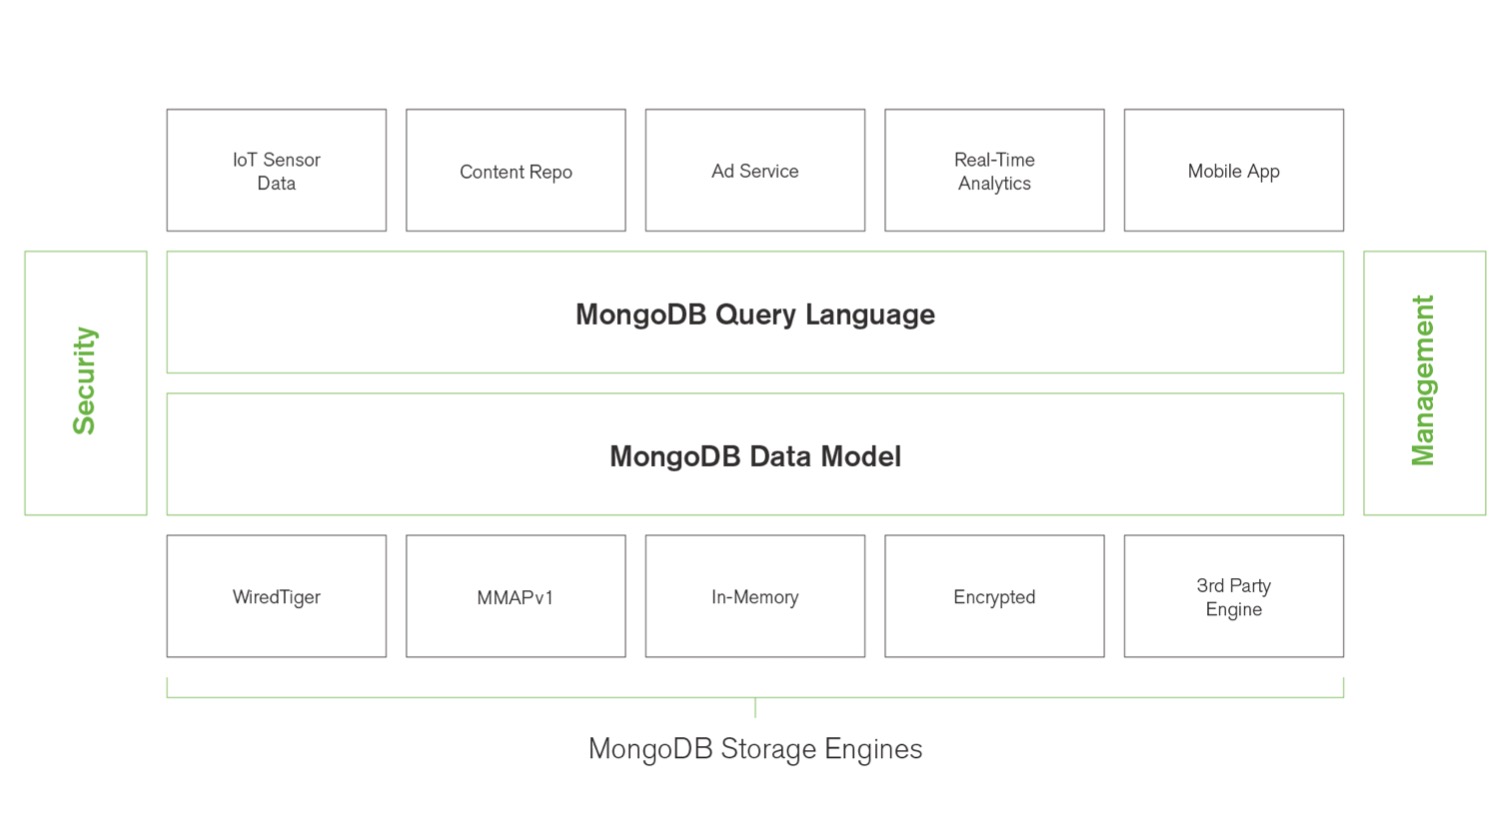 IoT Sensor
Data
Content Repo
Ad Service
Real-Time
Analytics
Mobile App
Security
MongoDB Query Language
MongoDB Data Model
Management
WiredTiger
MMAPv1
In-Memory
Encrypted
3rd Party
Engine
MongoDB Storage Engines